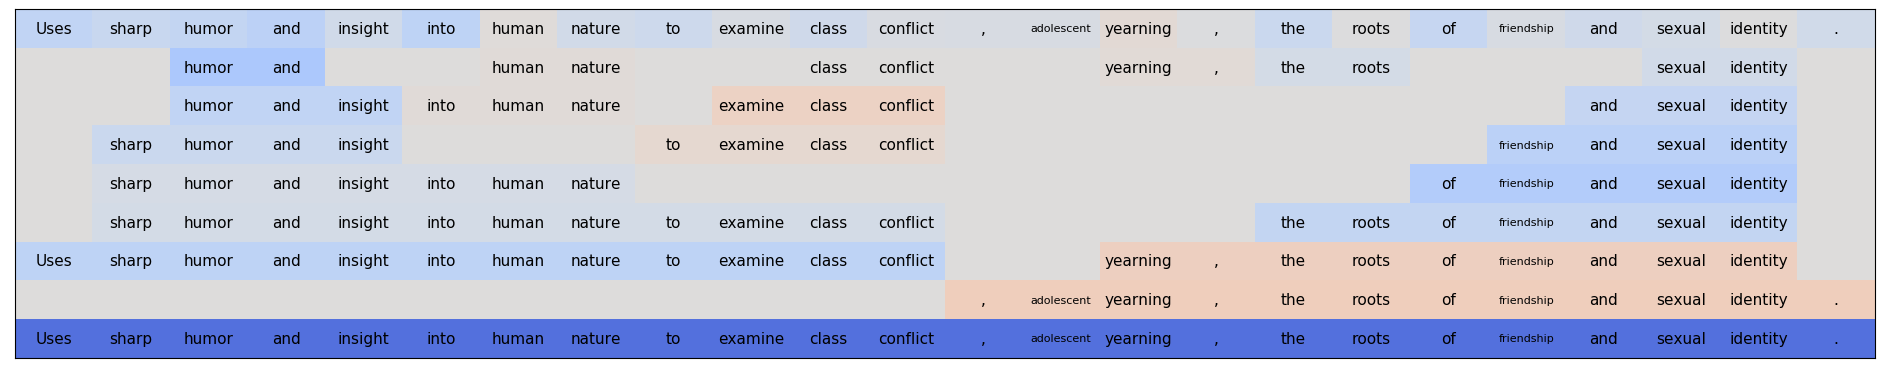 Uses sharp humor and insight into human nature to examine class conflict , adolescent yearning , the roots of friendship and sexual identity .
humor and human nature class conflict yearning , the roots sexual identity
humor and insight into human nature examine class conflict and sexual identity
sharp humor and insight to examine class conflict friendship and sexual identity
sharp humor and insight into human nature of friendship and sexual identity
sharp humor and insight into human nature to examine class conflict the roots of friendship and sexual identity
Uses sharp humor and insight into human nature to examine class conflict yearning , the roots of friendship and sexual identity
, adolescent yearning , the roots of friendship and sexual identity .
Uses sharp humor and insight into human nature to examine class conflict , adolescent yearning , the roots of friendship and sexual identity .